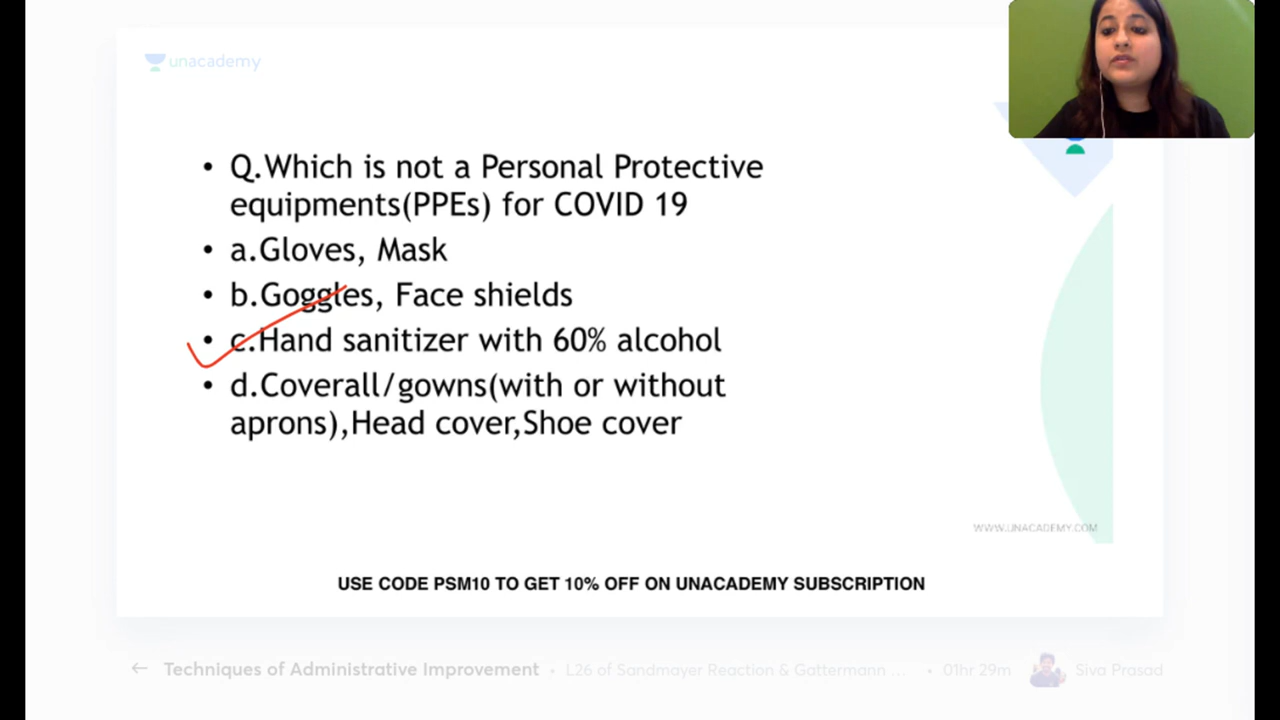 unacademy
• Q.Which is not a Personal Protective
equipments(PPEs) for COVID 19
• a.Gloves, Mask
• b.Goggles, Face shields
• c.Hand sanitizer with 60% alcohol
• d.Coverall/gowns(with or without
aprons),Head cover,Shoe cover
WWW.UNACADEMY.COM
USE CODE PSM10 TO GET 10% OFF ON UNACADEMY SUBSCRIPTION
← Techniques of Administrative Improvement • L26 of Sandmayer Reaction & Gattermann ... • 01hr 29m Siva Prasad